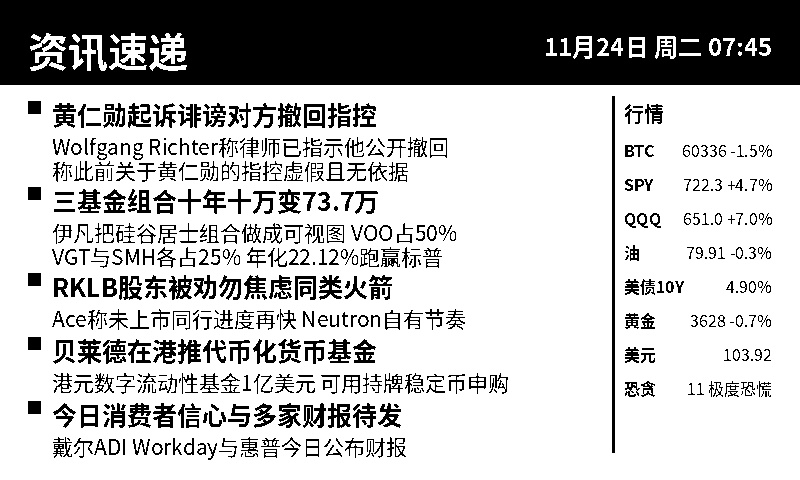 资讯速递
11月24日 周二 07:45
黄仁勋起诉诽谤对方撤回指控
Wolfgang Richter称律师已指示他公开撤回
称此前关于黄仁勋的指控虚假且无依据
三基金组合十年十万变73.7万
伊凡把硅谷居士组合做成可视图 VOO占50%
VGT与SMH各占25% 年化22.12%跑赢标普
RKLB股东被劝勿焦虑同类火箭
Ace称未上市同行进度再快 Neutron自有节奏
贝莱德在港推代币化货币基金
港元数字流动性基金1亿美元 可用持牌稳定币申购
今日消费者信心与多家财报待发
戴尔ADI Workday与惠普今日公布财报
行情
BTC 60336 -1.5%
SPY 722.3 +4.7%
QQQ 651.0 +7.0%
油 79.91 -0.3%
美债10Y 4.90%
黄金 3628 -0.7%
美元 103.92
恐贪 11 极度恐慌